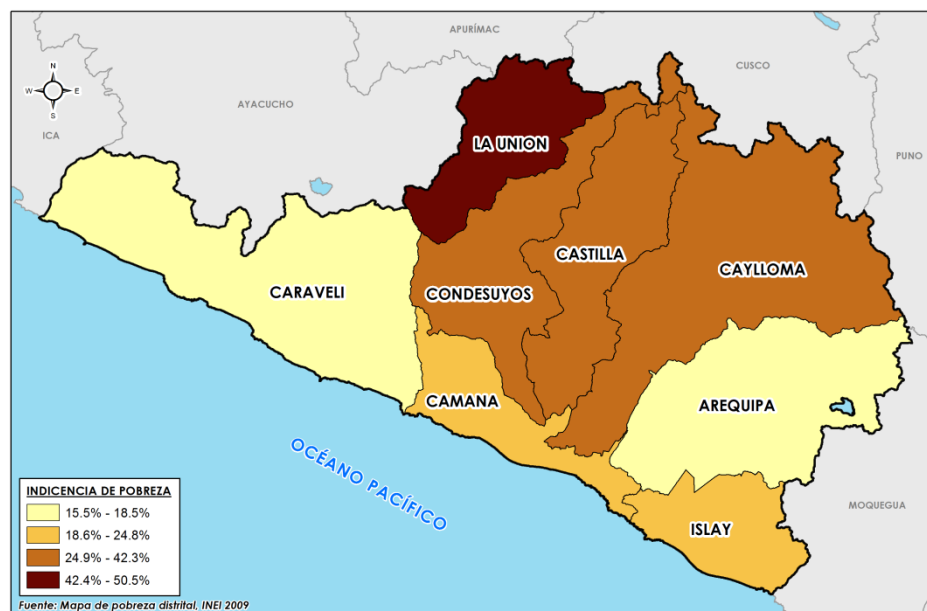 APURÍMAC
CUSCO
N
W E
S
AYACUCHO
ICA
LA UNION
PUNO
CASTILLA
CAYLLOMA
CARAVELI
CONDESUYOS
CAMANA
AREQUIPA
OCÉANO PACÍFICO
MOQUEGUA
ISLAY
INDICENCIA DE POBREZA
15.5% - 18.5%
18.6% - 24.8%
24.9% - 42.3%
42.4% - 50.5%
Fuente: Mapa de pobreza distrital, INEI 2009